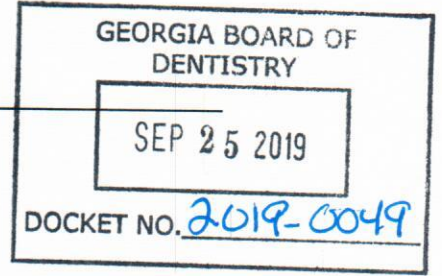 GEORGIA BOARD OF
DENTISTRY
SEP 25 2019
DOCKET NO. 2019-0049